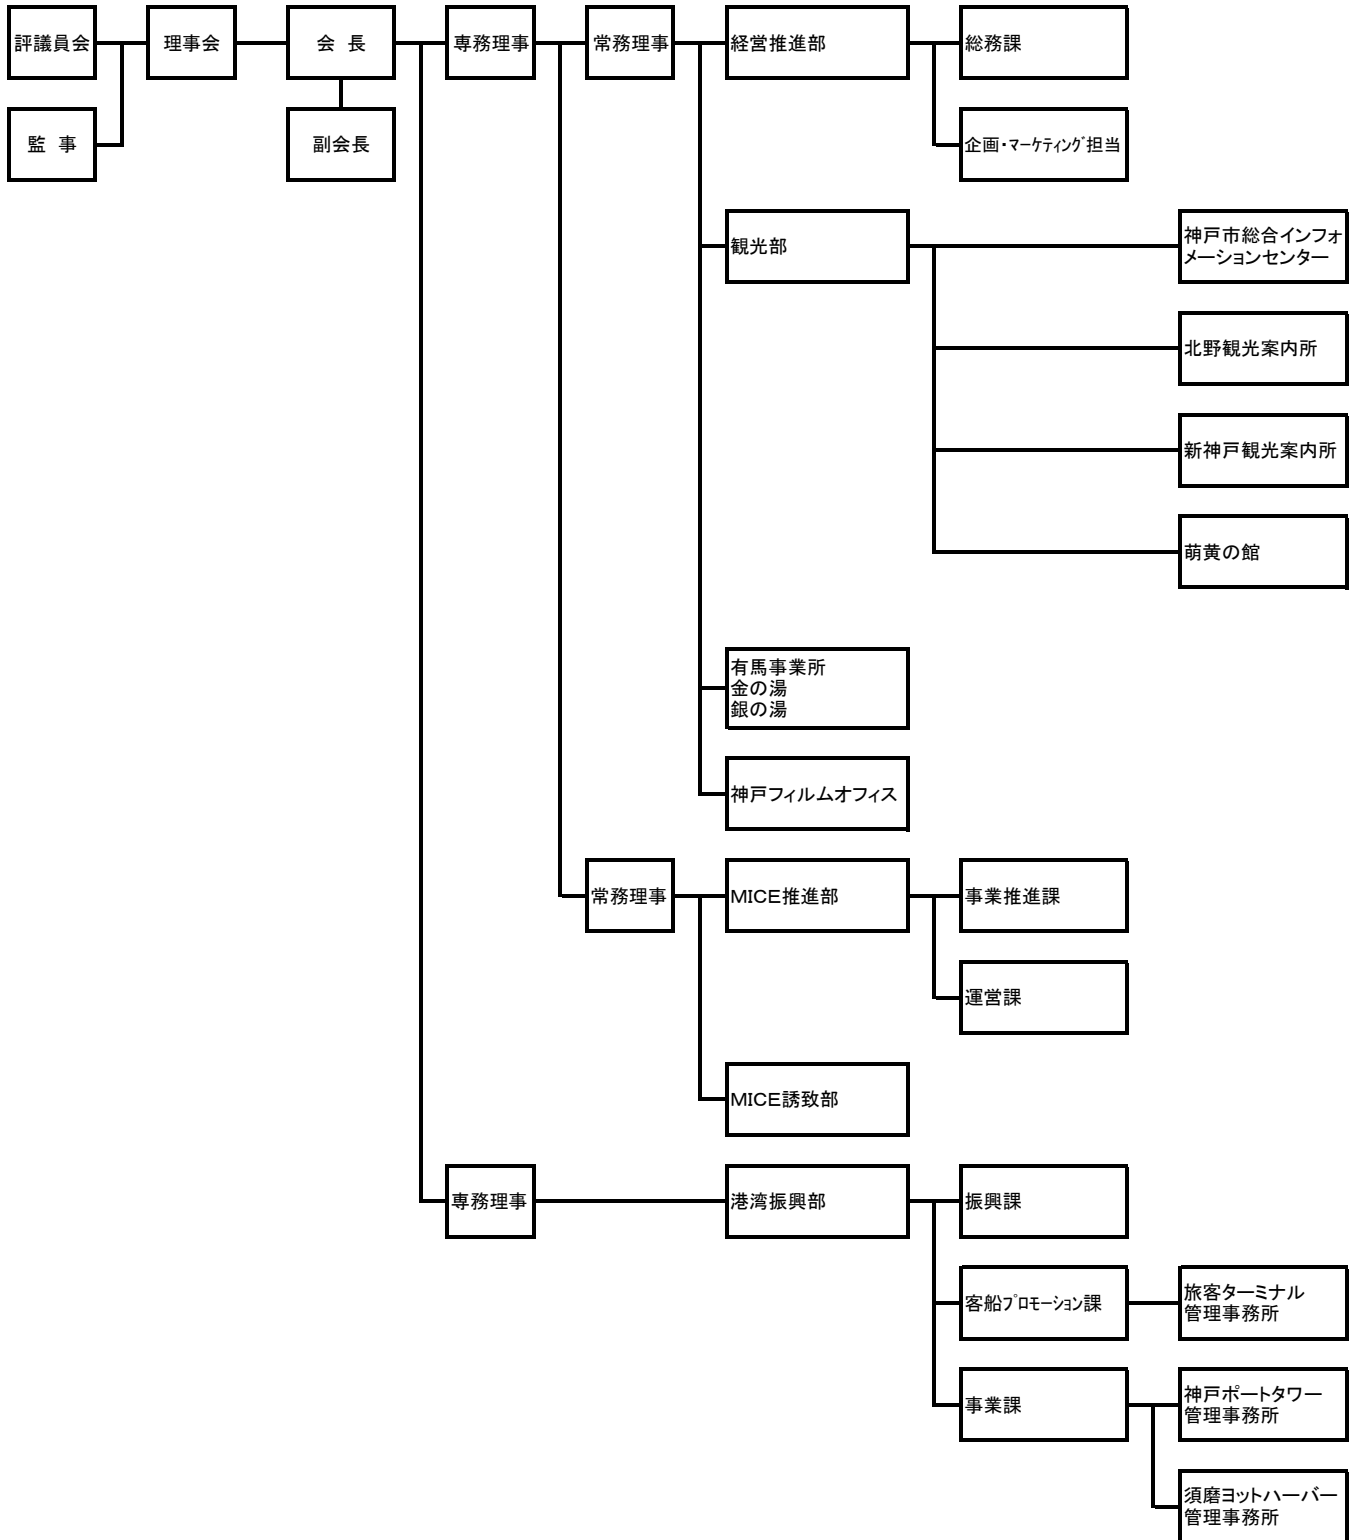 評議員会
理事会
会 長
専務理事
常務理事
経営推進部
総務課
監 事
副会長
企画・マーケティング担当
観光部
神戸市総合インフォ
メーションセンター
北野観光案内所
新神戸観光案内所
萌黄の館
有馬事業所
金の湯
銀の湯
神戸フィルムオフィス
常務理事
MICE推進部
事業推進課
運営課
MICE誘致部
専務理事
港湾振興部
振興課
客船プロモーション課
旅客ターミナル
管理事務所
事業課
神戸ポートタワー
管理事務所
須磨ヨットハーバー
管理事務所